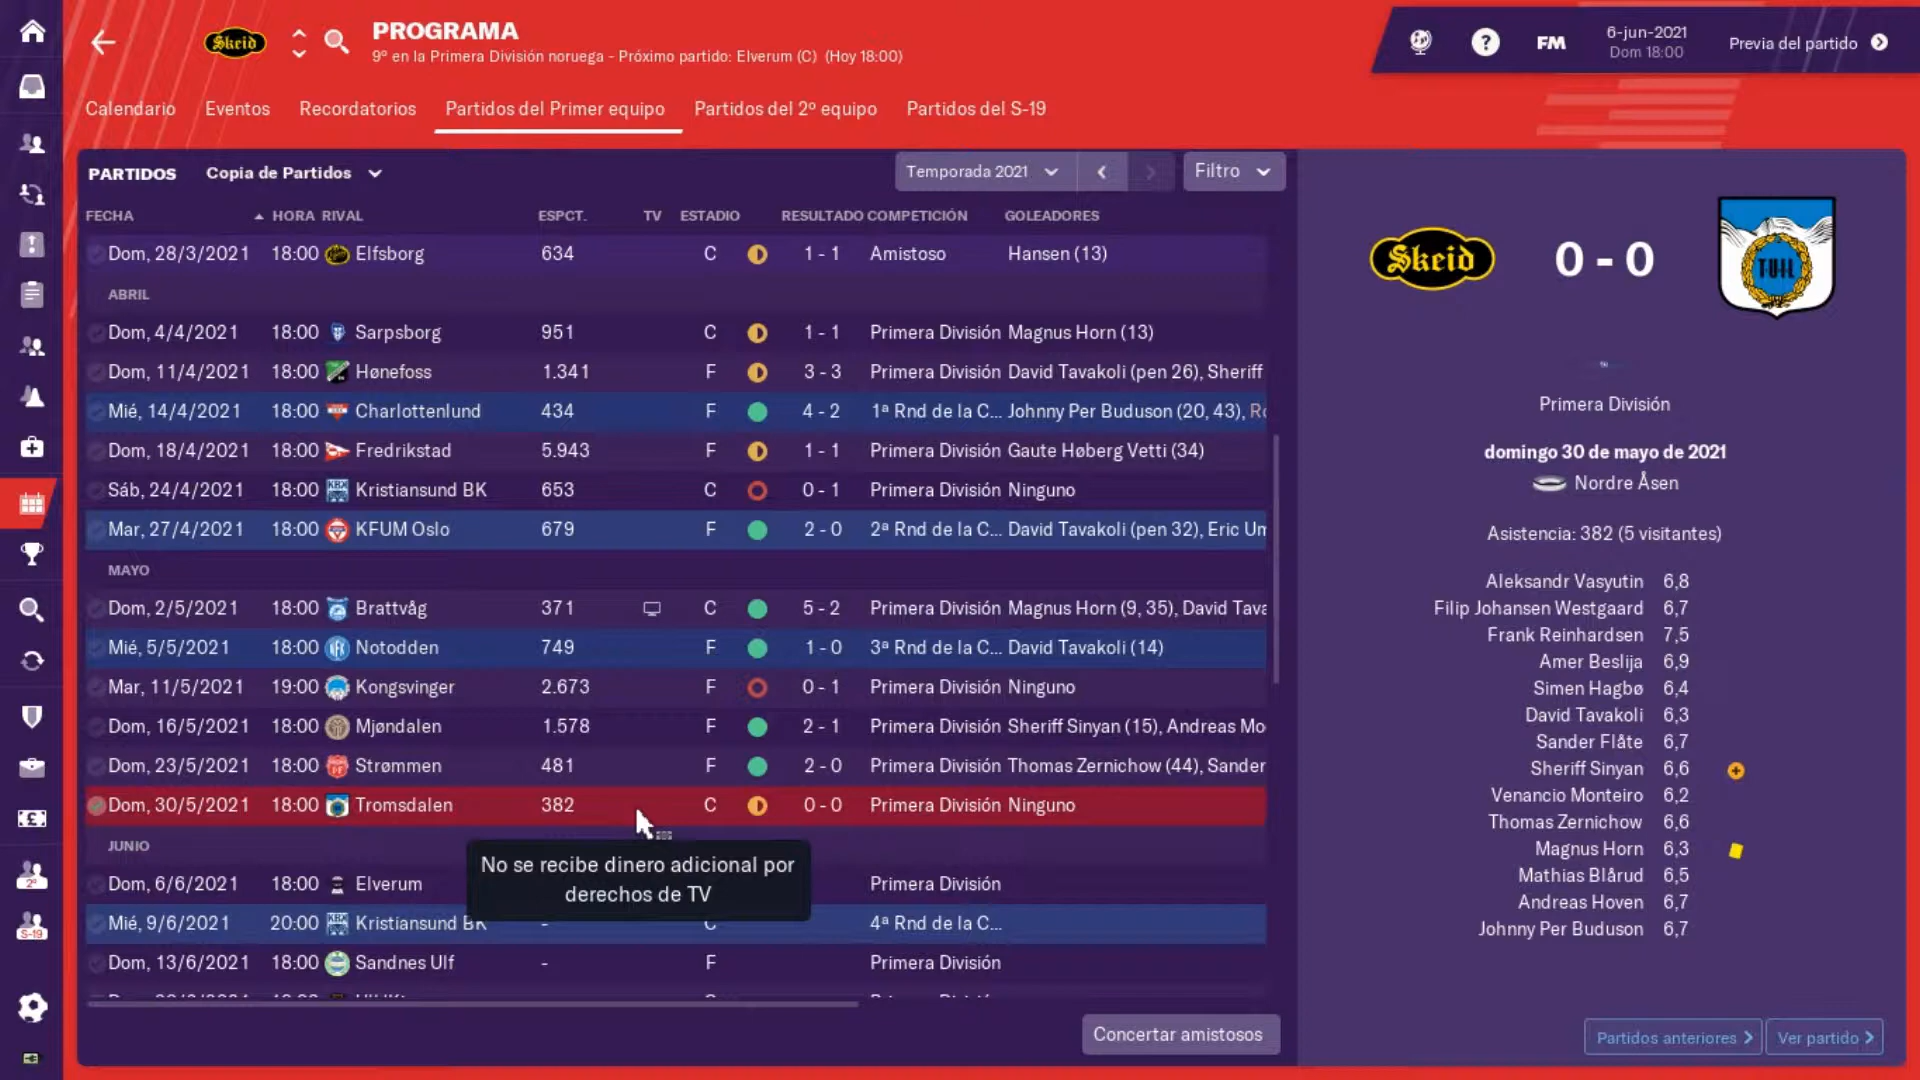 Skeid
PROGRAMA
9º en la Primera División noruega - Próximo partido: Elverum (C) (Hoy 18:00)
?
FM
6-jun-2021
Dom 18:00
Previa del partido
Calendario Eventos Recordatorios Partidos del Primer equipo Partidos del 2º equipo Partidos del S-19
PARTIDOS Copia de Partidos Temporada 2021 Filtro
FECHA HORA RIVAL ESPCT. TV ESTADIO RESULTADO COMPETICIÓN GOLEADORES
Dom, 28/3/2021 18:00 Elfsborg 634 C 1 - 1 Amistoso Hansen (13)
ABRIL
Dom, 4/4/2021 18:00 Sarpsborg 951 C 1 - 1 Primera División Magnus Horn (13)
Dom, 11/4/2021 18:00 Hønefoss 1.341 F 3 - 3 Primera División David Tavakoli (pen 26), Sheriff
Mié, 14/4/2021 18:00 Charlottenlund 434 F 4 - 2 1ª Rnd de la C... Johnny Per Buduson (20, 43), Ro
Dom, 18/4/2021 18:00 Fredrikstad 5.943 F 1 - 1 Primera División Gaute Høberg Vetti (34)
Sáb, 24/4/2021 18:00 Kristiansund BK 653 C 0 - 1 Primera División Ninguno
Mar, 27/4/2021 18:00 KFUM Oslo 679 F 2 - 0 2ª Rnd de la C... David Tavakoli (pen 32), Eric Um
MAYO
Dom, 2/5/2021 18:00 Brattvåg 371 C 5 - 2 Primera División Magnus Horn (9, 35), David Tava
Mié, 5/5/2021 18:00 Notodden 749 F 1 - 0 3ª Rnd de la C... David Tavakoli (14)
Mar, 11/5/2021 19:00 Kongsvinger 2.673 F 0 - 1 Primera División Ninguno
Dom, 16/5/2021 18:00 Mjøndalen 1.578 F 2 - 1 Primera División Sheriff Sinyan (15), Andreas Mo
Dom, 23/5/2021 18:00 Strømmen 481 F 2 - 0 Primera División Thomas Zernichow (44), Sander
Dom, 30/5/2021 18:00 Tromsdalen 382 C 0 - 0 Primera División Ninguno
JUNIO
No se recibe dinero adicional por
derechos de TV
Dom, 6/6/2021 18:00 Elverum Primera División
Mié, 9/6/2021 20:00 Kristiansund BK - C 4ª Rnd de la C...
Dom, 13/6/2021 18:00 Sandnes Ulf - F Primera División
Concertar amistosos
Skeid 0 - 0 TUIL
Primera División
domingo 30 de mayo de 2021
Nordre Åsen
Asistencia: 382 (5 visitantes)
Aleksandr Vasyutin 6,8
Filip Johansen Westgaard 6,7
Frank Reinhardsen 7,5
Amer Beslija 6,9
Simen Hagbø 6,4
David Tavakoli 6,3
Sander Flåte 6,7
Sheriff Sinyan 6,6
Venancio Monteiro 6,2
Thomas Zernichow 6,6
Magnus Horn 6,3
Mathias Blårud 6,5
Andreas Hoven 6,7
Johnny Per Buduson 6,7
Partidos anteriores Ver partido
2º
S-19